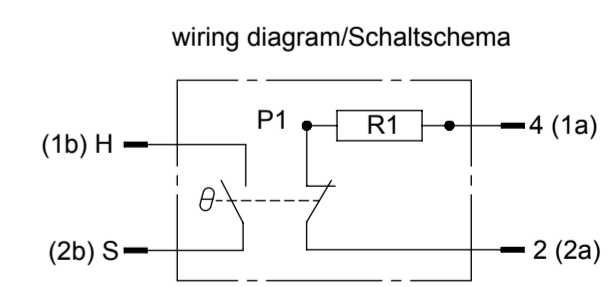 wiring diagram/Schaltschema
P1 R1 4 (1a)
(1b) H
θ
(2b) S 2 (2a)